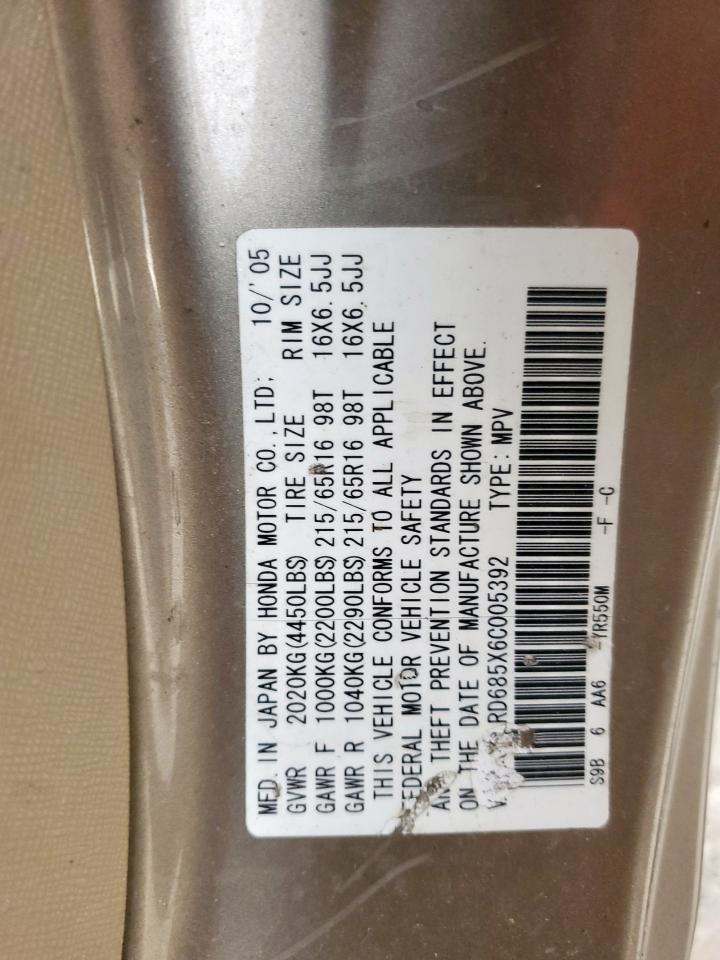 MFD. IN JAPAN BY HONDA MOTOR CO., LTD; 10/'05
GVWR 2020KG(4450LBS) TIRE SIZE RIM SIZE
GAWR F 1000KG(2200LBS) 215/65R16 98T 16X6.5JJ
GAWR R 1040KG(2290LBS) 215/65R16 98T 16X6.5JJ
THIS VEHICLE CONFORMS TO ALL APPLICABLE
FEDERAL MOTOR VEHICLE SAFETY
AND THEFT PREVENTION STANDARDS IN EFFECT
ON THE DATE OF MANUFACTURE SHOWN ABOVE.
RD685X6C005392 TYPE: MPV
S9B 6 AA6 YR550M -F -C